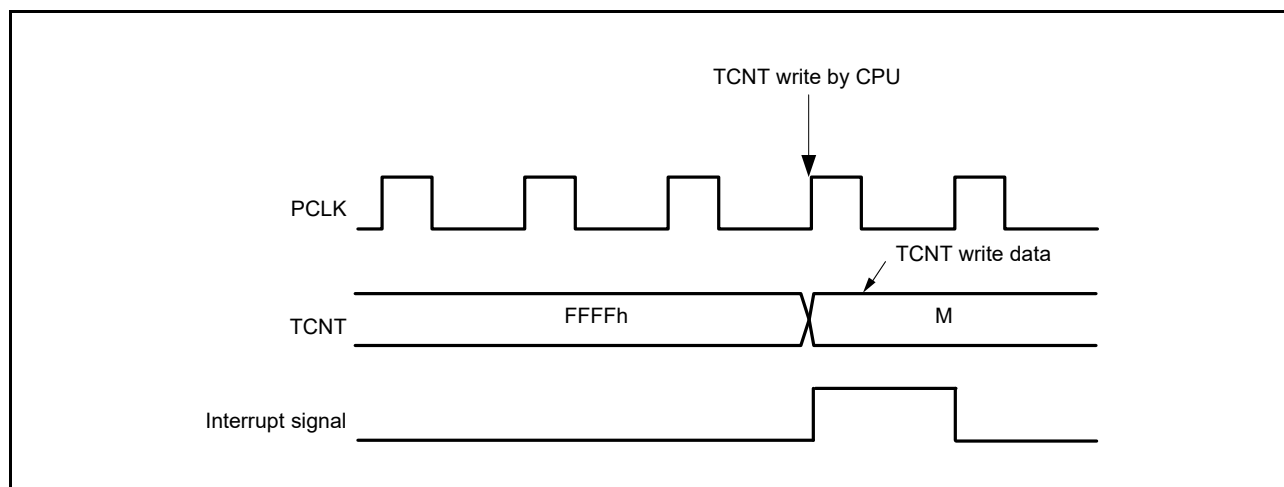 TCNT write by CPU
PCLK
TCNT write data
TCNT
FFFFh
M
Interrupt signal